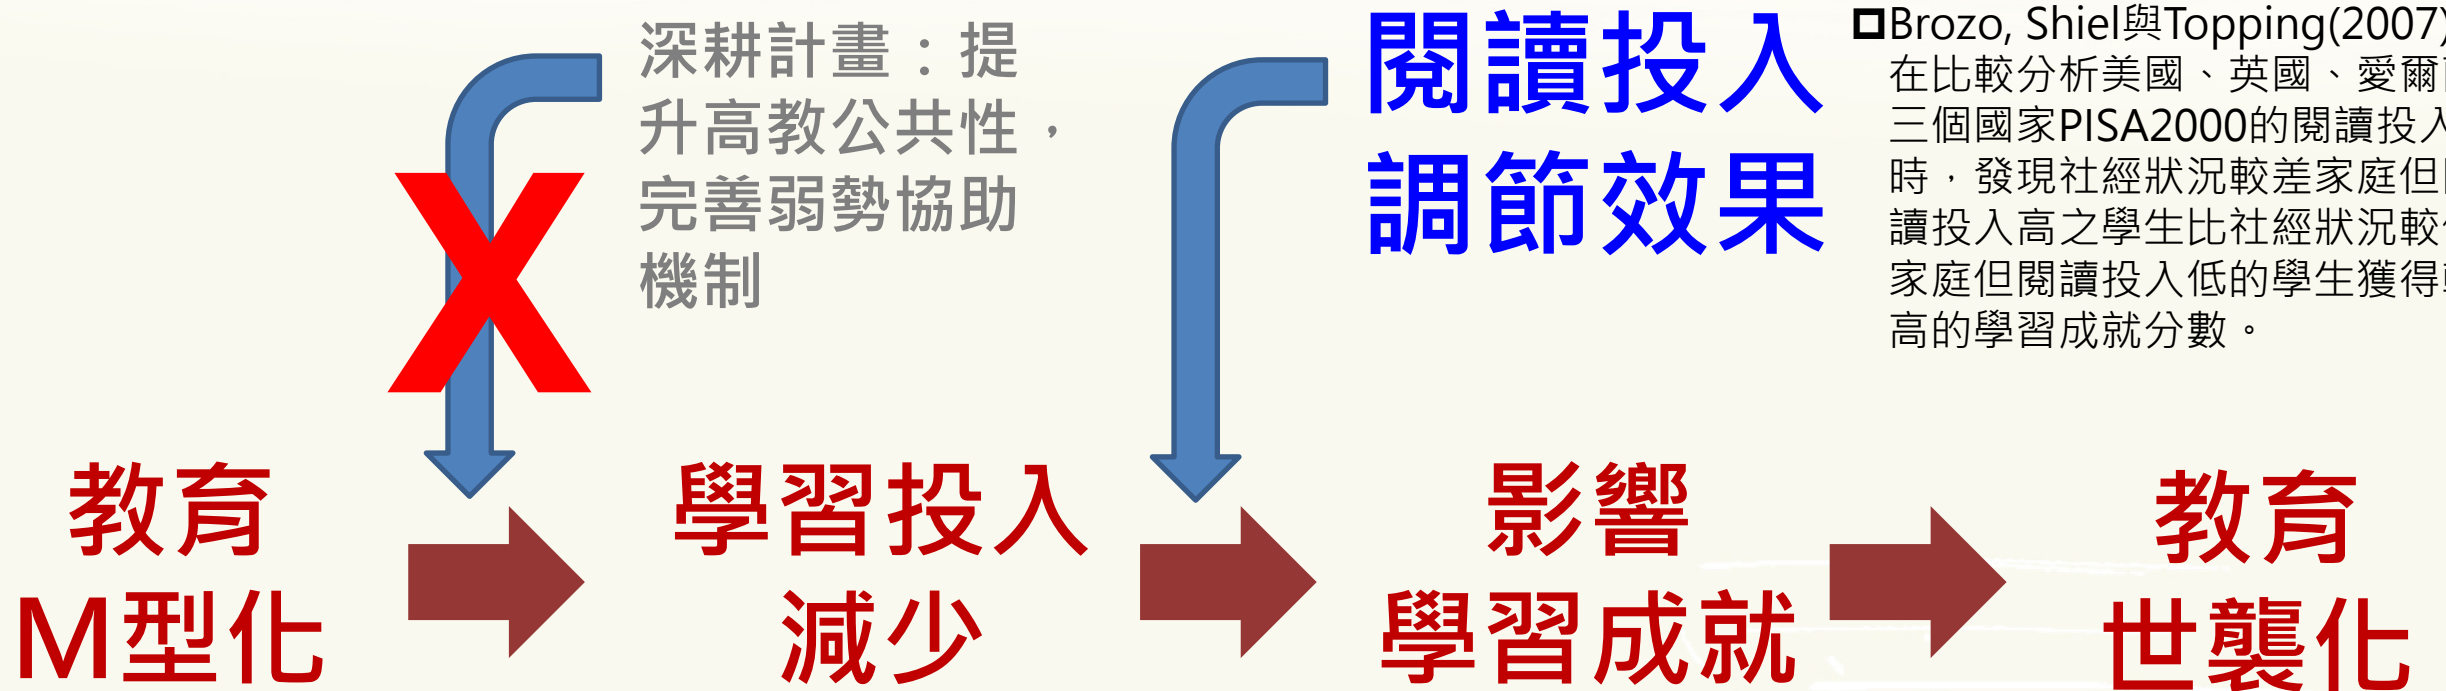 深耕計畫：提
升高教公共性，
完善弱勢協助
機制
X
閱讀投入
調節效果
Brozo, Shiel與Topping(2007)
在比較分析美國、英國、愛爾
三個國家PISA2000的閱讀投入
時，發現社經狀況較差家庭但
讀投入高之學生比社經狀況較
家庭但閱讀投入低的學生獲得
高的學習成就分數。
教育
M型化
學習投入
減少
影響
學習成就
教育
世襲化